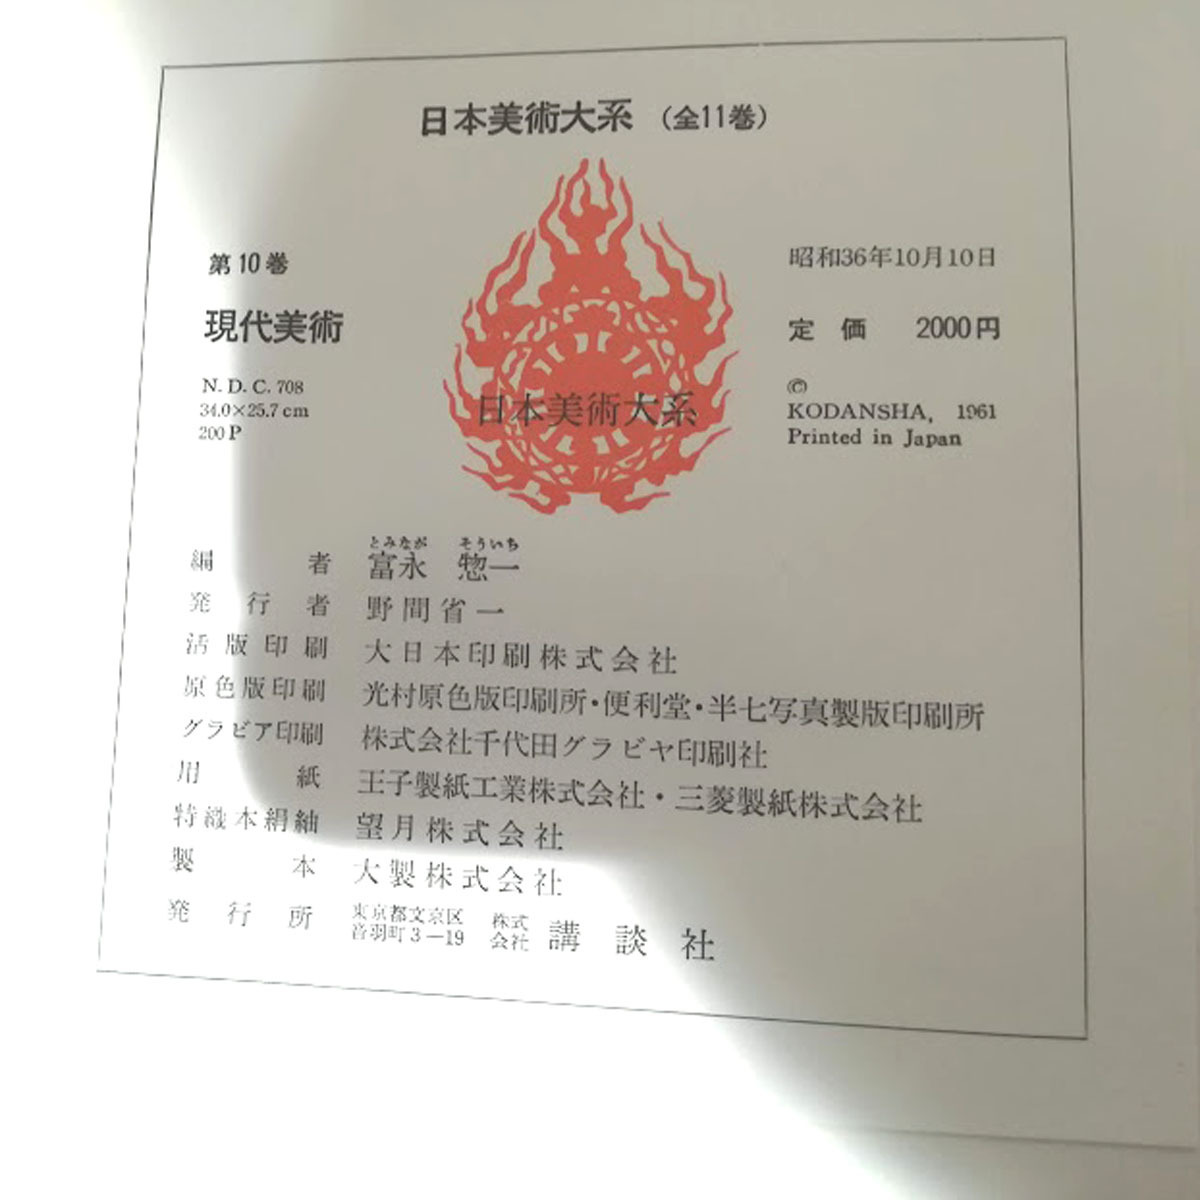 日本美術大系 (全11巻)
第10巻
現代美術
N. D. C. 708
34.0×25.7 cm
200 P
日本美術大系
昭和36年10月10日
定価 2000円
©
KODANSHA, 1961
Printed in Japan
とみなが そういち
編者 富永 惣一
発行者 野間省一
活版印刷 大日本印刷株式会社
原色版印刷 光村原色版印刷所・便利堂・半七写真製版印刷所
グラビア印刷 株式会社千代田グラビヤ印刷社
用紙 王子製紙工業株式会社・三菱製紙株式会社
特織本絹紬 望月株式会社
製本 大製株式会社
発行所 東京都文京区 音羽町3―19 株式会社 講談社